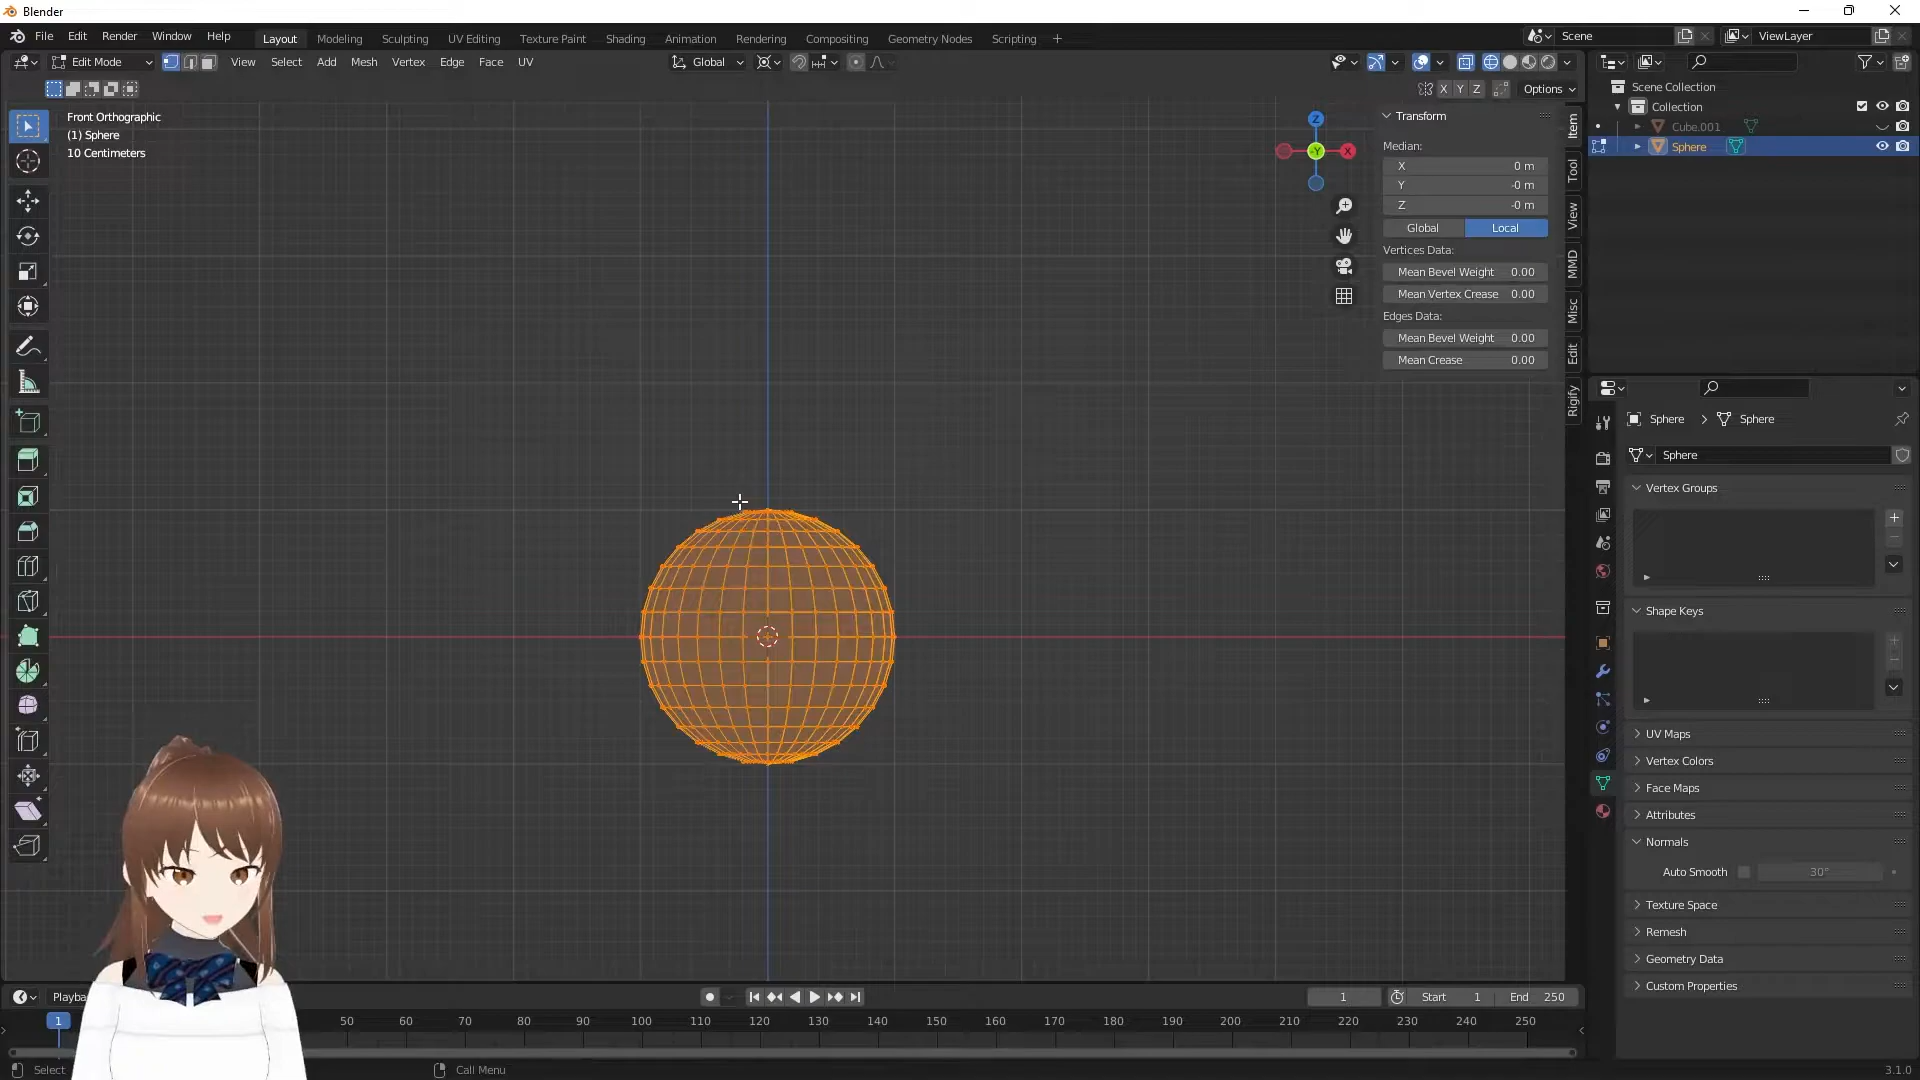 Blender
File Edit Render Window Help
Layout Modeling Sculpting UV Editing Texture Paint Shading Animation Rendering Compositing Geometry Nodes Scripting +
Scene
ViewLayer
Edit Mode
View Select Add Mesh Vertex Edge Face UV
Global
X Y Z
Options
Front Orthographic
(1) Sphere
10 Centimeters
Z
-Y
X
Transform
Median:
X 0 m
Y -0 m
Z -0 m
Global Local
Vertices Data:
Mean Bevel Weight 0.00
Mean Vertex Crease 0.00
Edges Data:
Mean Bevel Weight 0.00
Mean Crease 0.00
Item
Tool
View
MMD
Misc
Edit
Rigify
Scene Collection
Collection
Cube.001
Sphere
Sphere > Sphere
Sphere
Vertex Groups
Shape Keys
UV Maps
Vertex Colors
Face Maps
Attributes
Normals
Auto Smooth 30°
Texture Space
Remesh
Geometry Data
Custom Properties
Playba
1 Start 1 End 250
1 50 60 70 80 90 100 110 120 130 140 150 160 170 180 190 200 210 220 230 240 250
Select
Call Menu
3.1.0